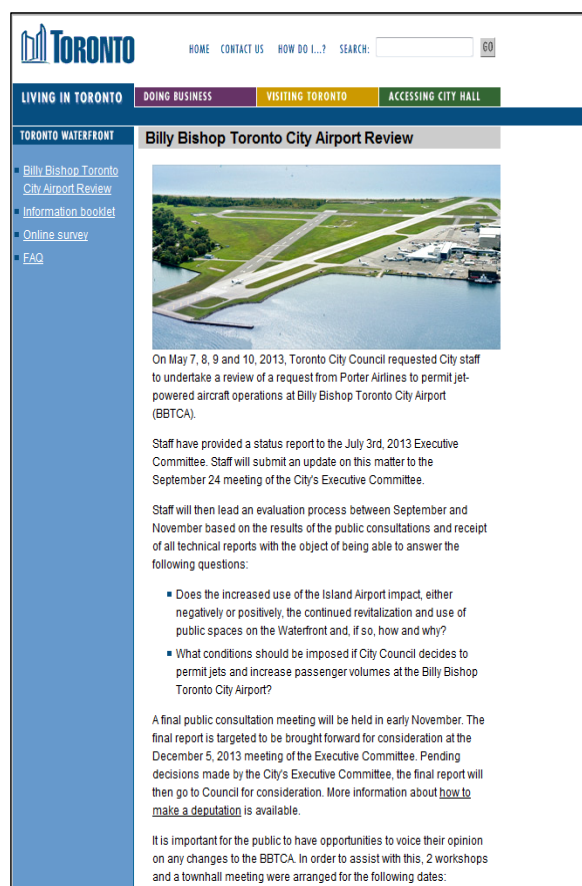 TORONTO
HOME CONTACT US HOW DO I...? SEARCH: GO
LIVING IN TORONTO DOING BUSINESS VISITING TORONTO ACCESSING CITY HALL
TORONTO WATERFRONT
Billy Bishop Toronto
City Airport Review
Information booklet
Online survey
FAQ
Billy Bishop Toronto City Airport Review
On May 7, 8, 9 and 10, 2013, Toronto City Council requested City staff
to undertake a review of a request from Porter Airlines to permit jet-
powered aircraft operations at Billy Bishop Toronto City Airport
(BBTCA).
Staff have provided a status report to the July 3rd, 2013 Executive
Committee. Staff will submit an update on this matter to the
September 24 meeting of the City's Executive Committee.
Staff will then lead an evaluation process between September and
November based on the results of the public consultations and receipt
of all technical reports with the object of being able to answer the
following questions:
Does the increased use of the Island Airport impact, either
negatively or positively, the continued revitalization and use of
public spaces on the Waterfront and, if so, how and why?
What conditions should be imposed if City Council decides to
permit jets and increase passenger volumes at the Billy Bishop
Toronto City Airport?
A final public consultation meeting will be held in early November. The
final report is targeted to be brought forward for consideration at the
December 5, 2013 meeting of the Executive Committee. Pending
decisions made by the City's Executive Committee, the final report will
then go to Council for consideration. More information about how to
make a deputation is available.
It is important for the public to have opportunities to voice their opinion
on any changes to the BBTCA. In order to assist with this, 2 workshops
and a townhall meeting were arranged for the following dates: